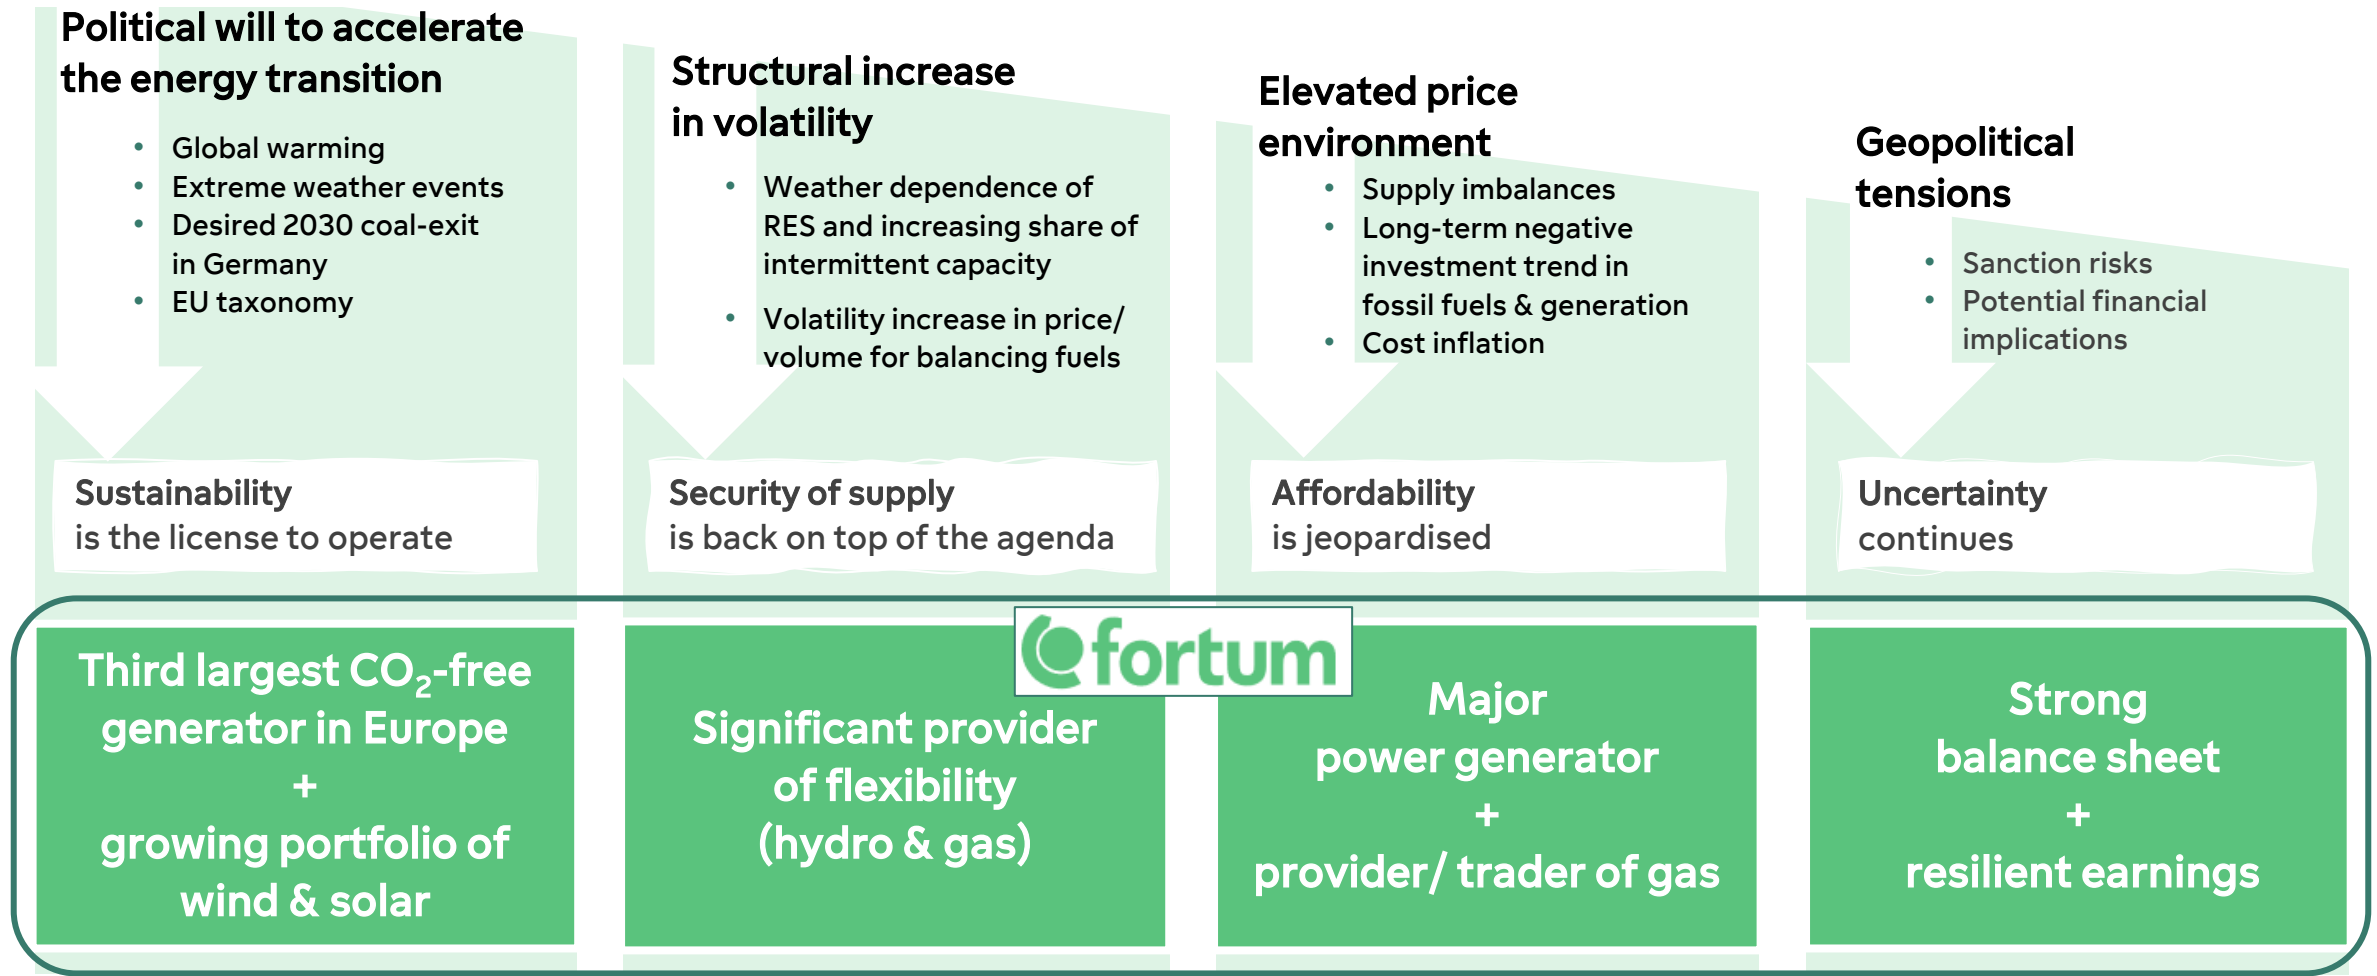 Political will to accelerate
the energy transition
• Global warming
• Extreme weather events
• Desired 2030 coal-exit
in Germany
• EU taxonomy
Sustainability
is the license to operate
Structural increase
in volatility
• Weather dependence of
RES and increasing share of
intermittent capacity
• Volatility increase in price/
volume for balancing fuels
Security of supply
is back on top of the agenda
Elevated price
environment
• Supply imbalances
• Long-term negative
investment trend in
fossil fuels & generation
• Cost inflation
Affordability
is jeopardised
Geopolitical
tensions
• Sanction risks
• Potential financial
implications
Uncertainty
continues
fortum
Third largest CO₂-free
generator in Europe
+
growing portfolio of
wind & solar
Significant provider
of flexibility
(hydro & gas)
Major
power generator
+
provider/ trader of gas
Strong
balance sheet
+
resilient earnings